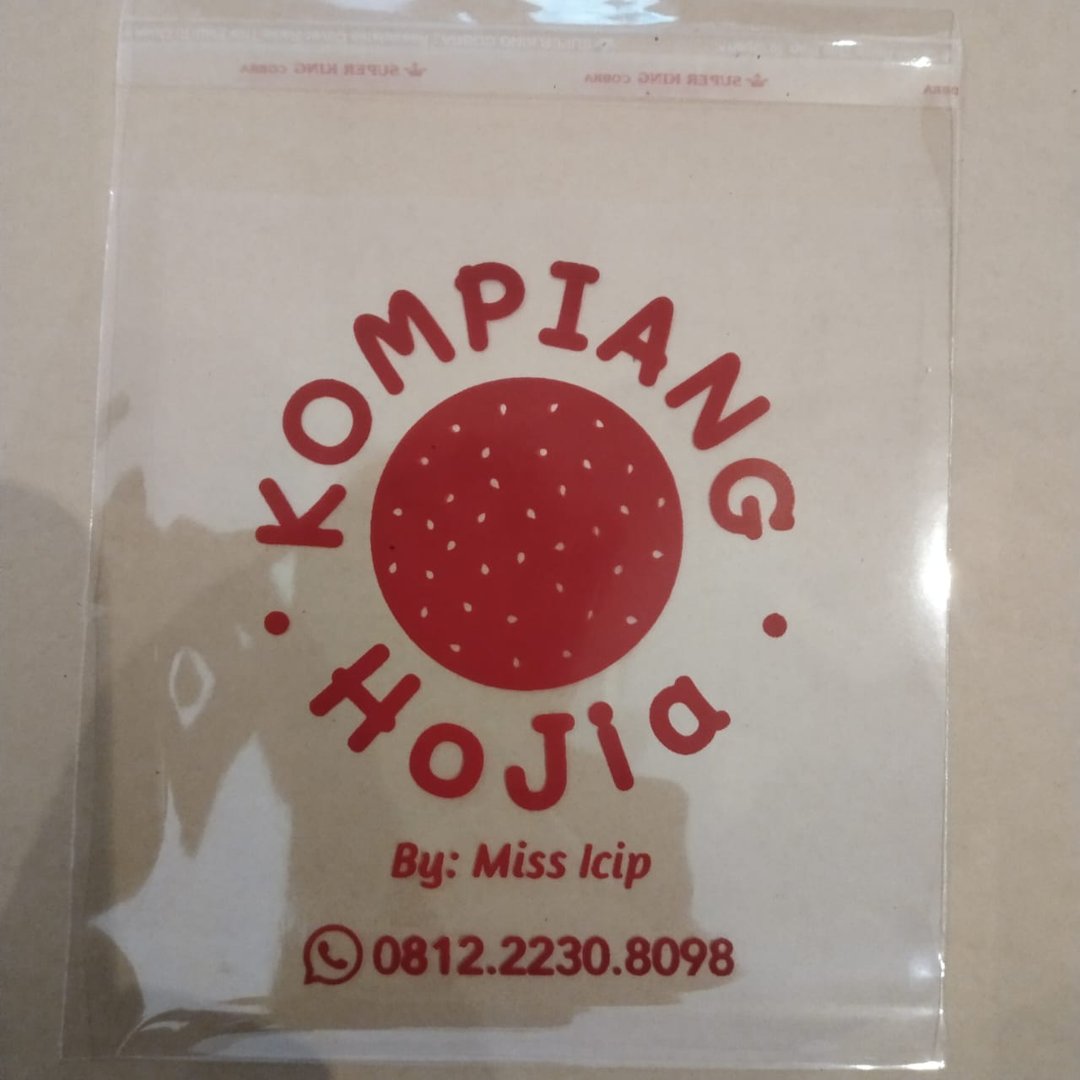 SUPER KING COBRA SUPER KING COBRA
KOMPIANG
HoJia
By: Miss Icip
0812.2230.8098